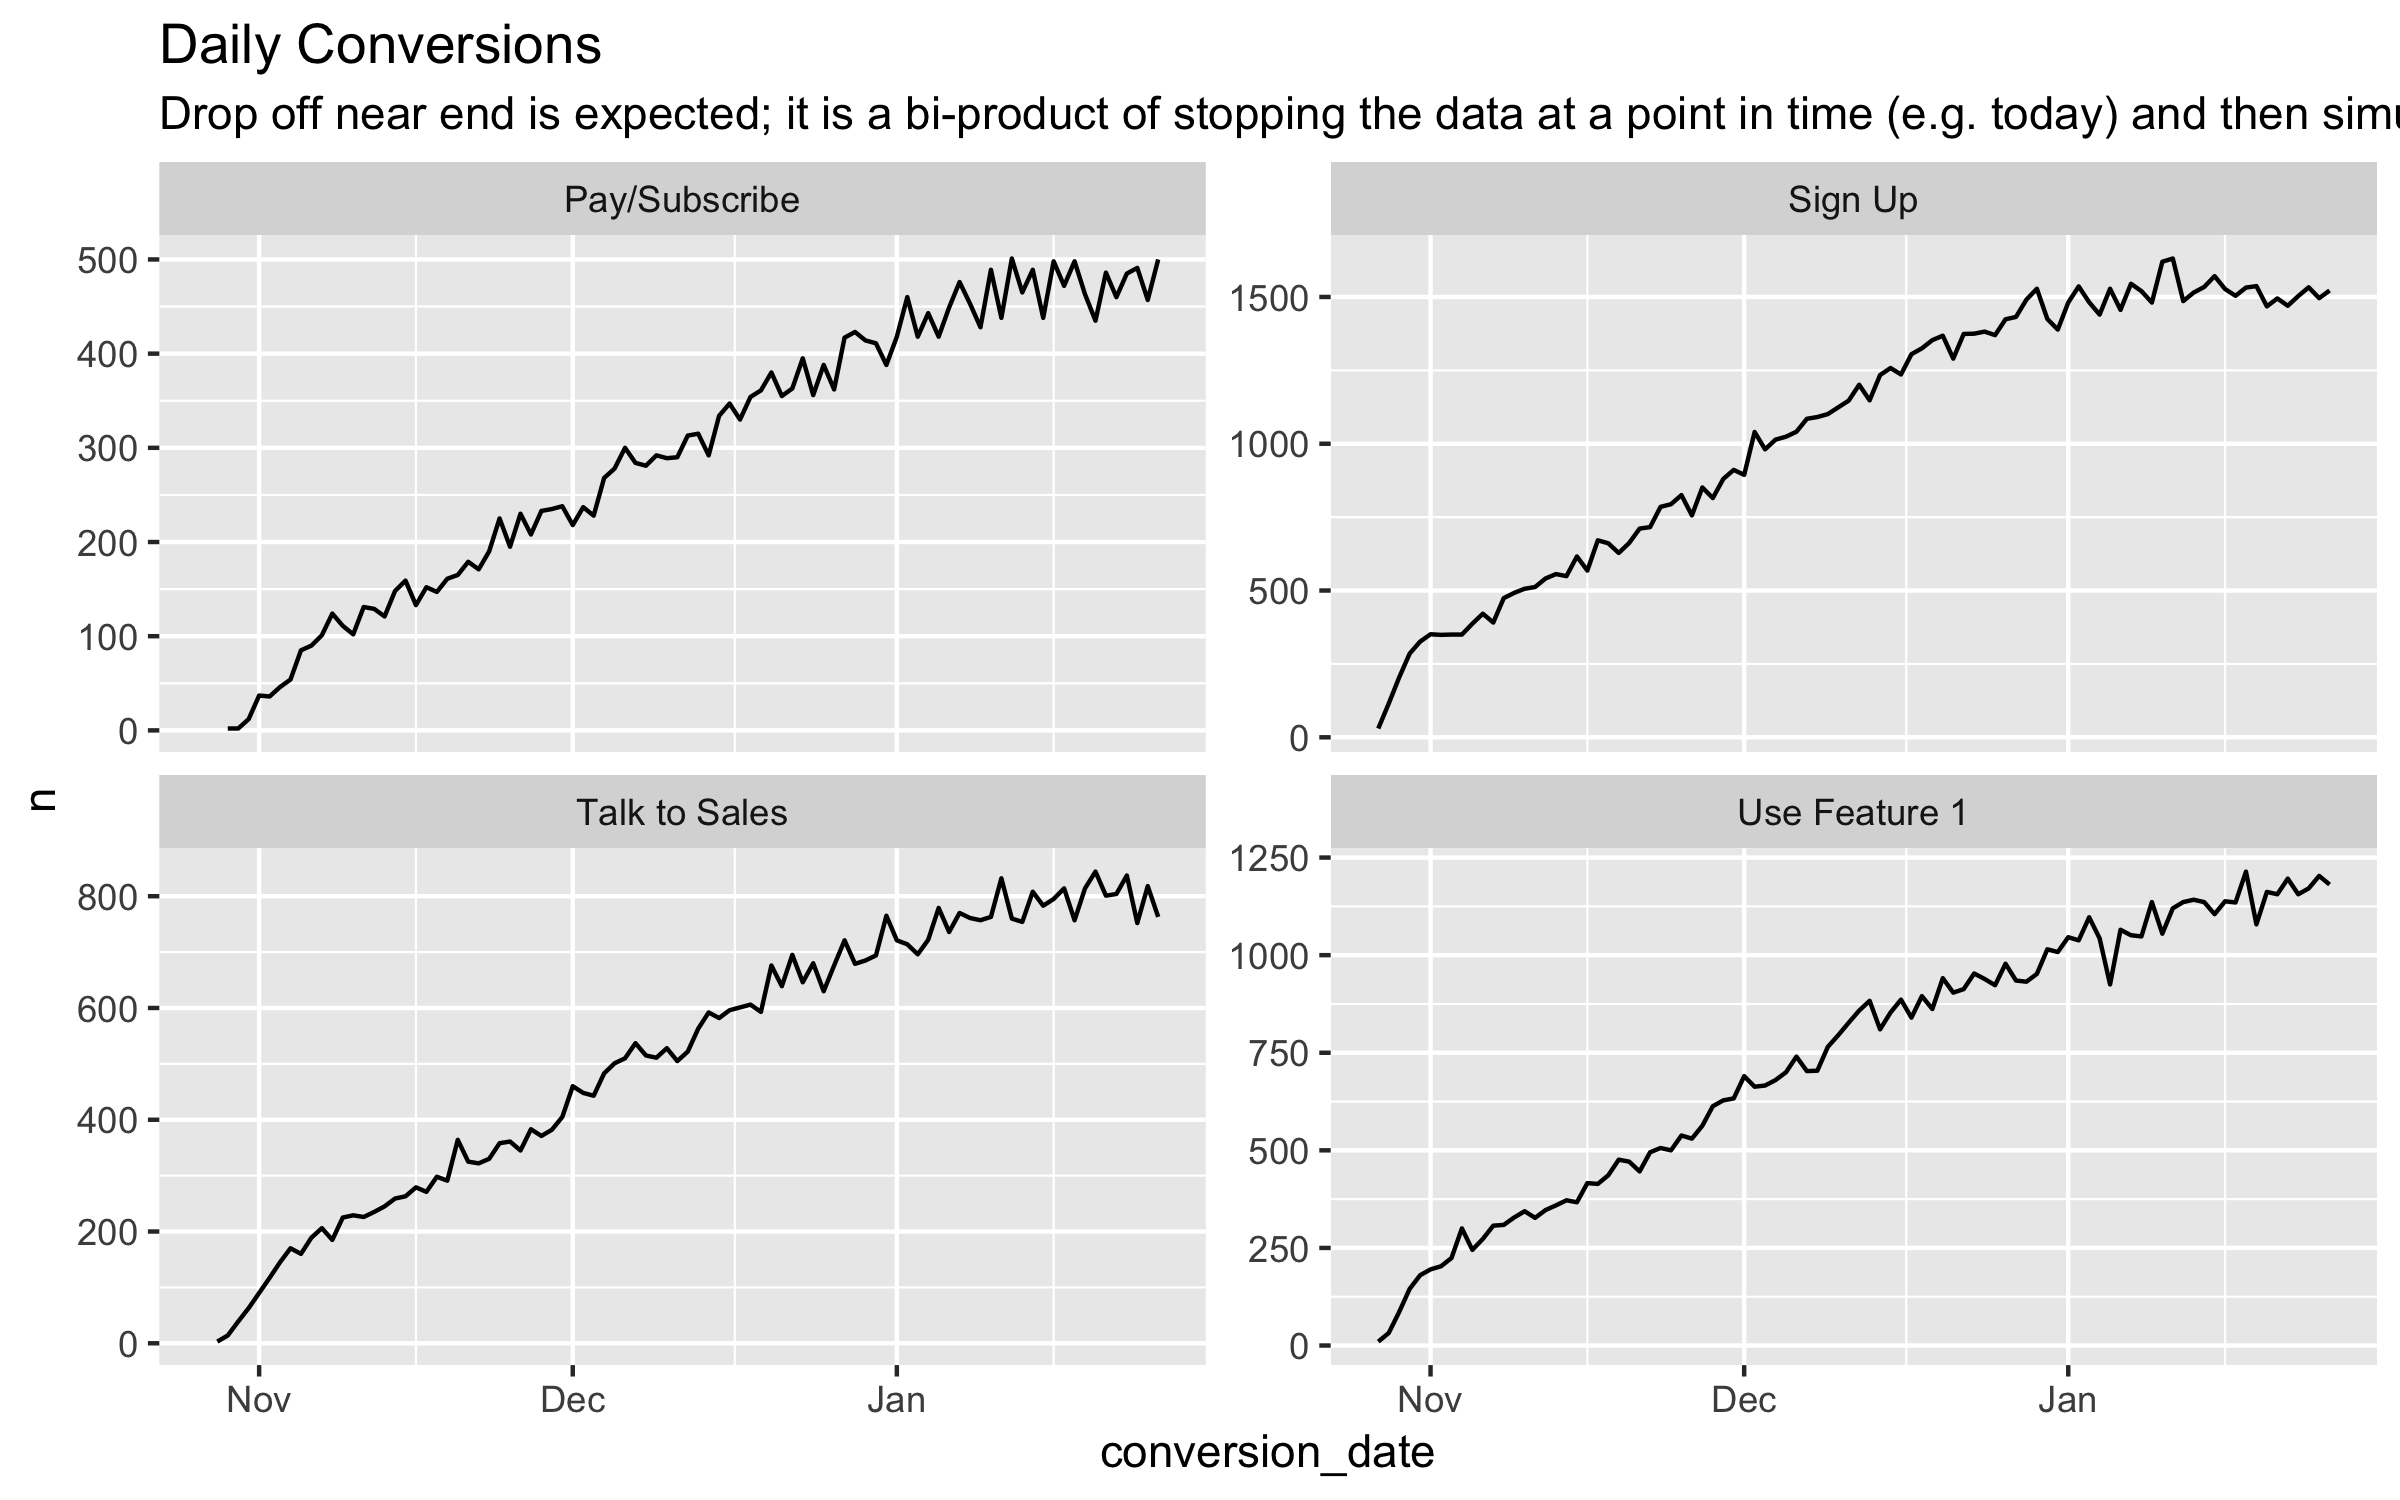 Daily Conversions
Drop off near end is expected; it is a bi-product of stopping the data at a point in time (e.g. today) and then
Pay/Subscribe
Sign Up
500
400
300
200
100
0
1500
1000
500
0
n
Talk to Sales
Use Feature 1
800
600
400
200
0
1250
1000
750
500
250
0
Nov
Dec
Jan
Nov
Dec
Jan
conversion_date